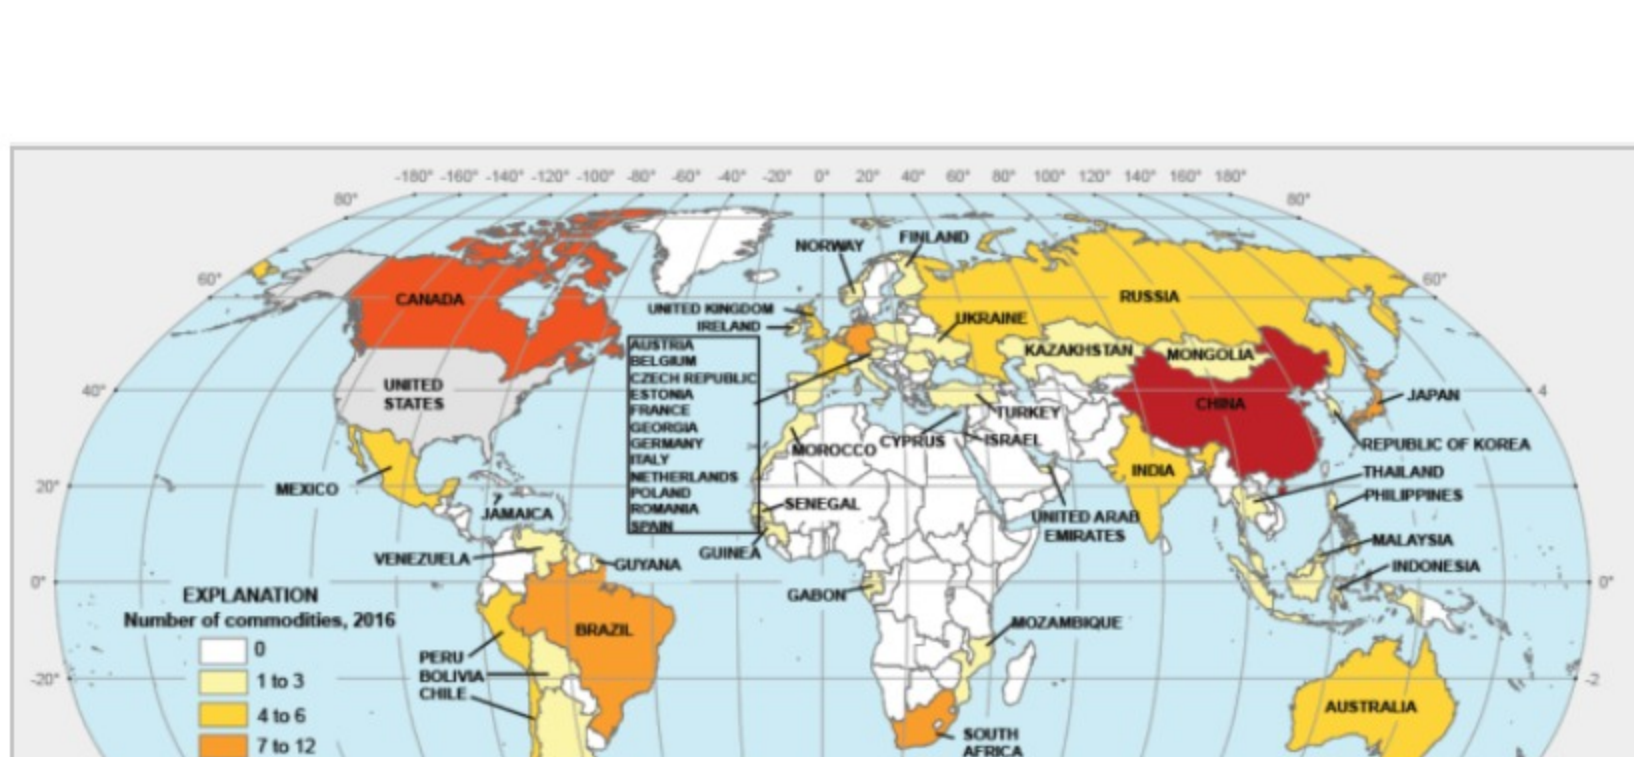 -180° -160° -140° -120° -100° -80° -60° -40° -20° 0° 20° 40° 60° 80° 100° 120° 140° 160° 180°
80° 80°
NORWAY FINLAND
60° 60°
CANADA
RUSSIA
UNITED KINGDOM
IRELAND
UKRAINE
AUSTRIA
BELGIUM
CZECH REPUBLIC
ESTONIA
FRANCE
GEORGIA
GERMANY
ITALY
NETHERLANDS
POLAND
ROMANIA
SPAIN
KAZAKHSTAN
MONGOLIA
40° 4
UNITED
STATES
CHINA
JAPAN
TURKEY
CYPRUS
ISRAEL
MOROCCO
REPUBLIC OF KOREA
INDIA
THAILAND
20° 20°
MEXICO
PHILIPPINES
JAMAICA
SENEGAL
UNITED ARAB
EMIRATES
MALAYSIA
GUINEA
VENEZUELA
GUYANA
INDONESIA
0° 0°
GABON
MOZAMBIQUE
BRAZIL
PERU
BOLIVIA
CHILE
-20° -2
AUSTRALIA
SOUTH
AFRICA
EXPLANATION
Number of commodities, 2016
0
1 to 3
4 to 6
7 to 12